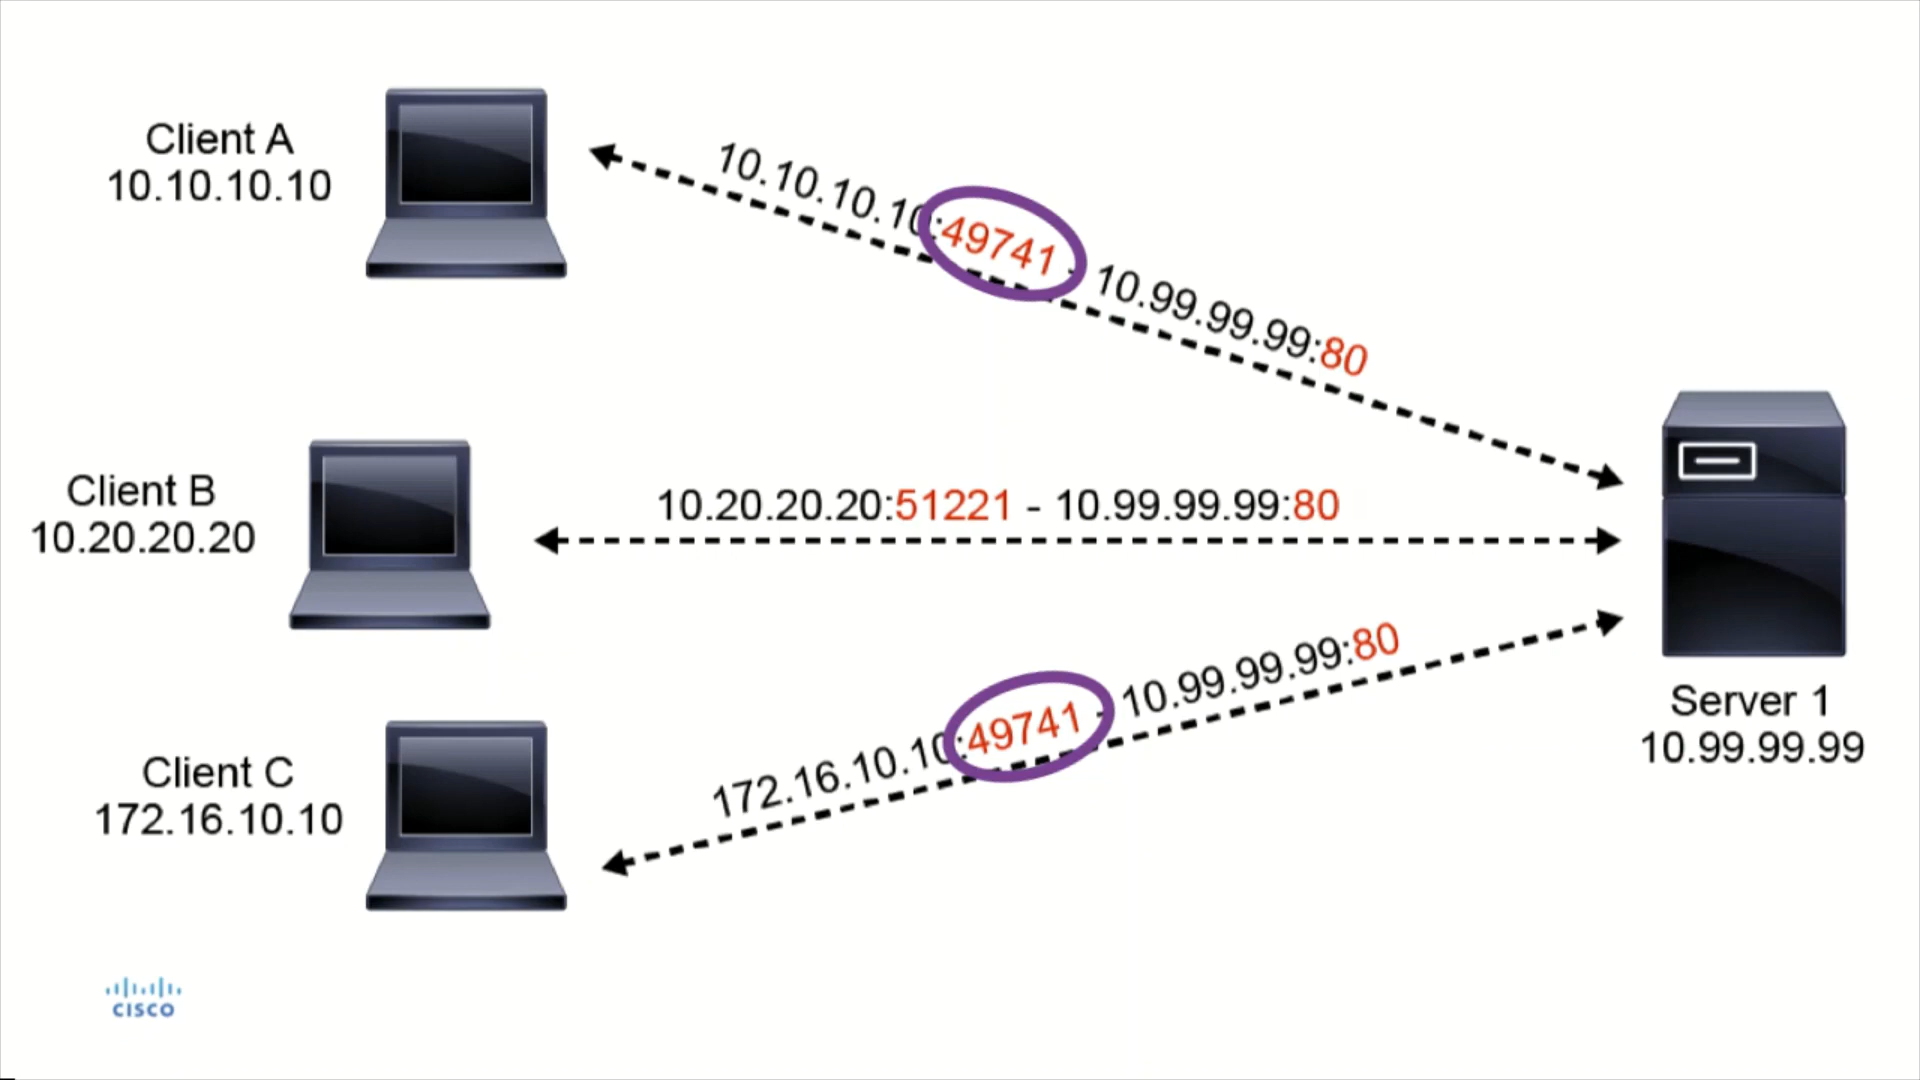 Client A
10.10.10.10
10.10.10.10:49741 - 10.99.99.99:80
Client B
10.20.20.20
10.20.20.20:51221 - 10.99.99.99:80
Client C
172.16.10.10
172.16.10.10:49741 - 10.99.99.99:80
Server 1
10.99.99.99
CISCO